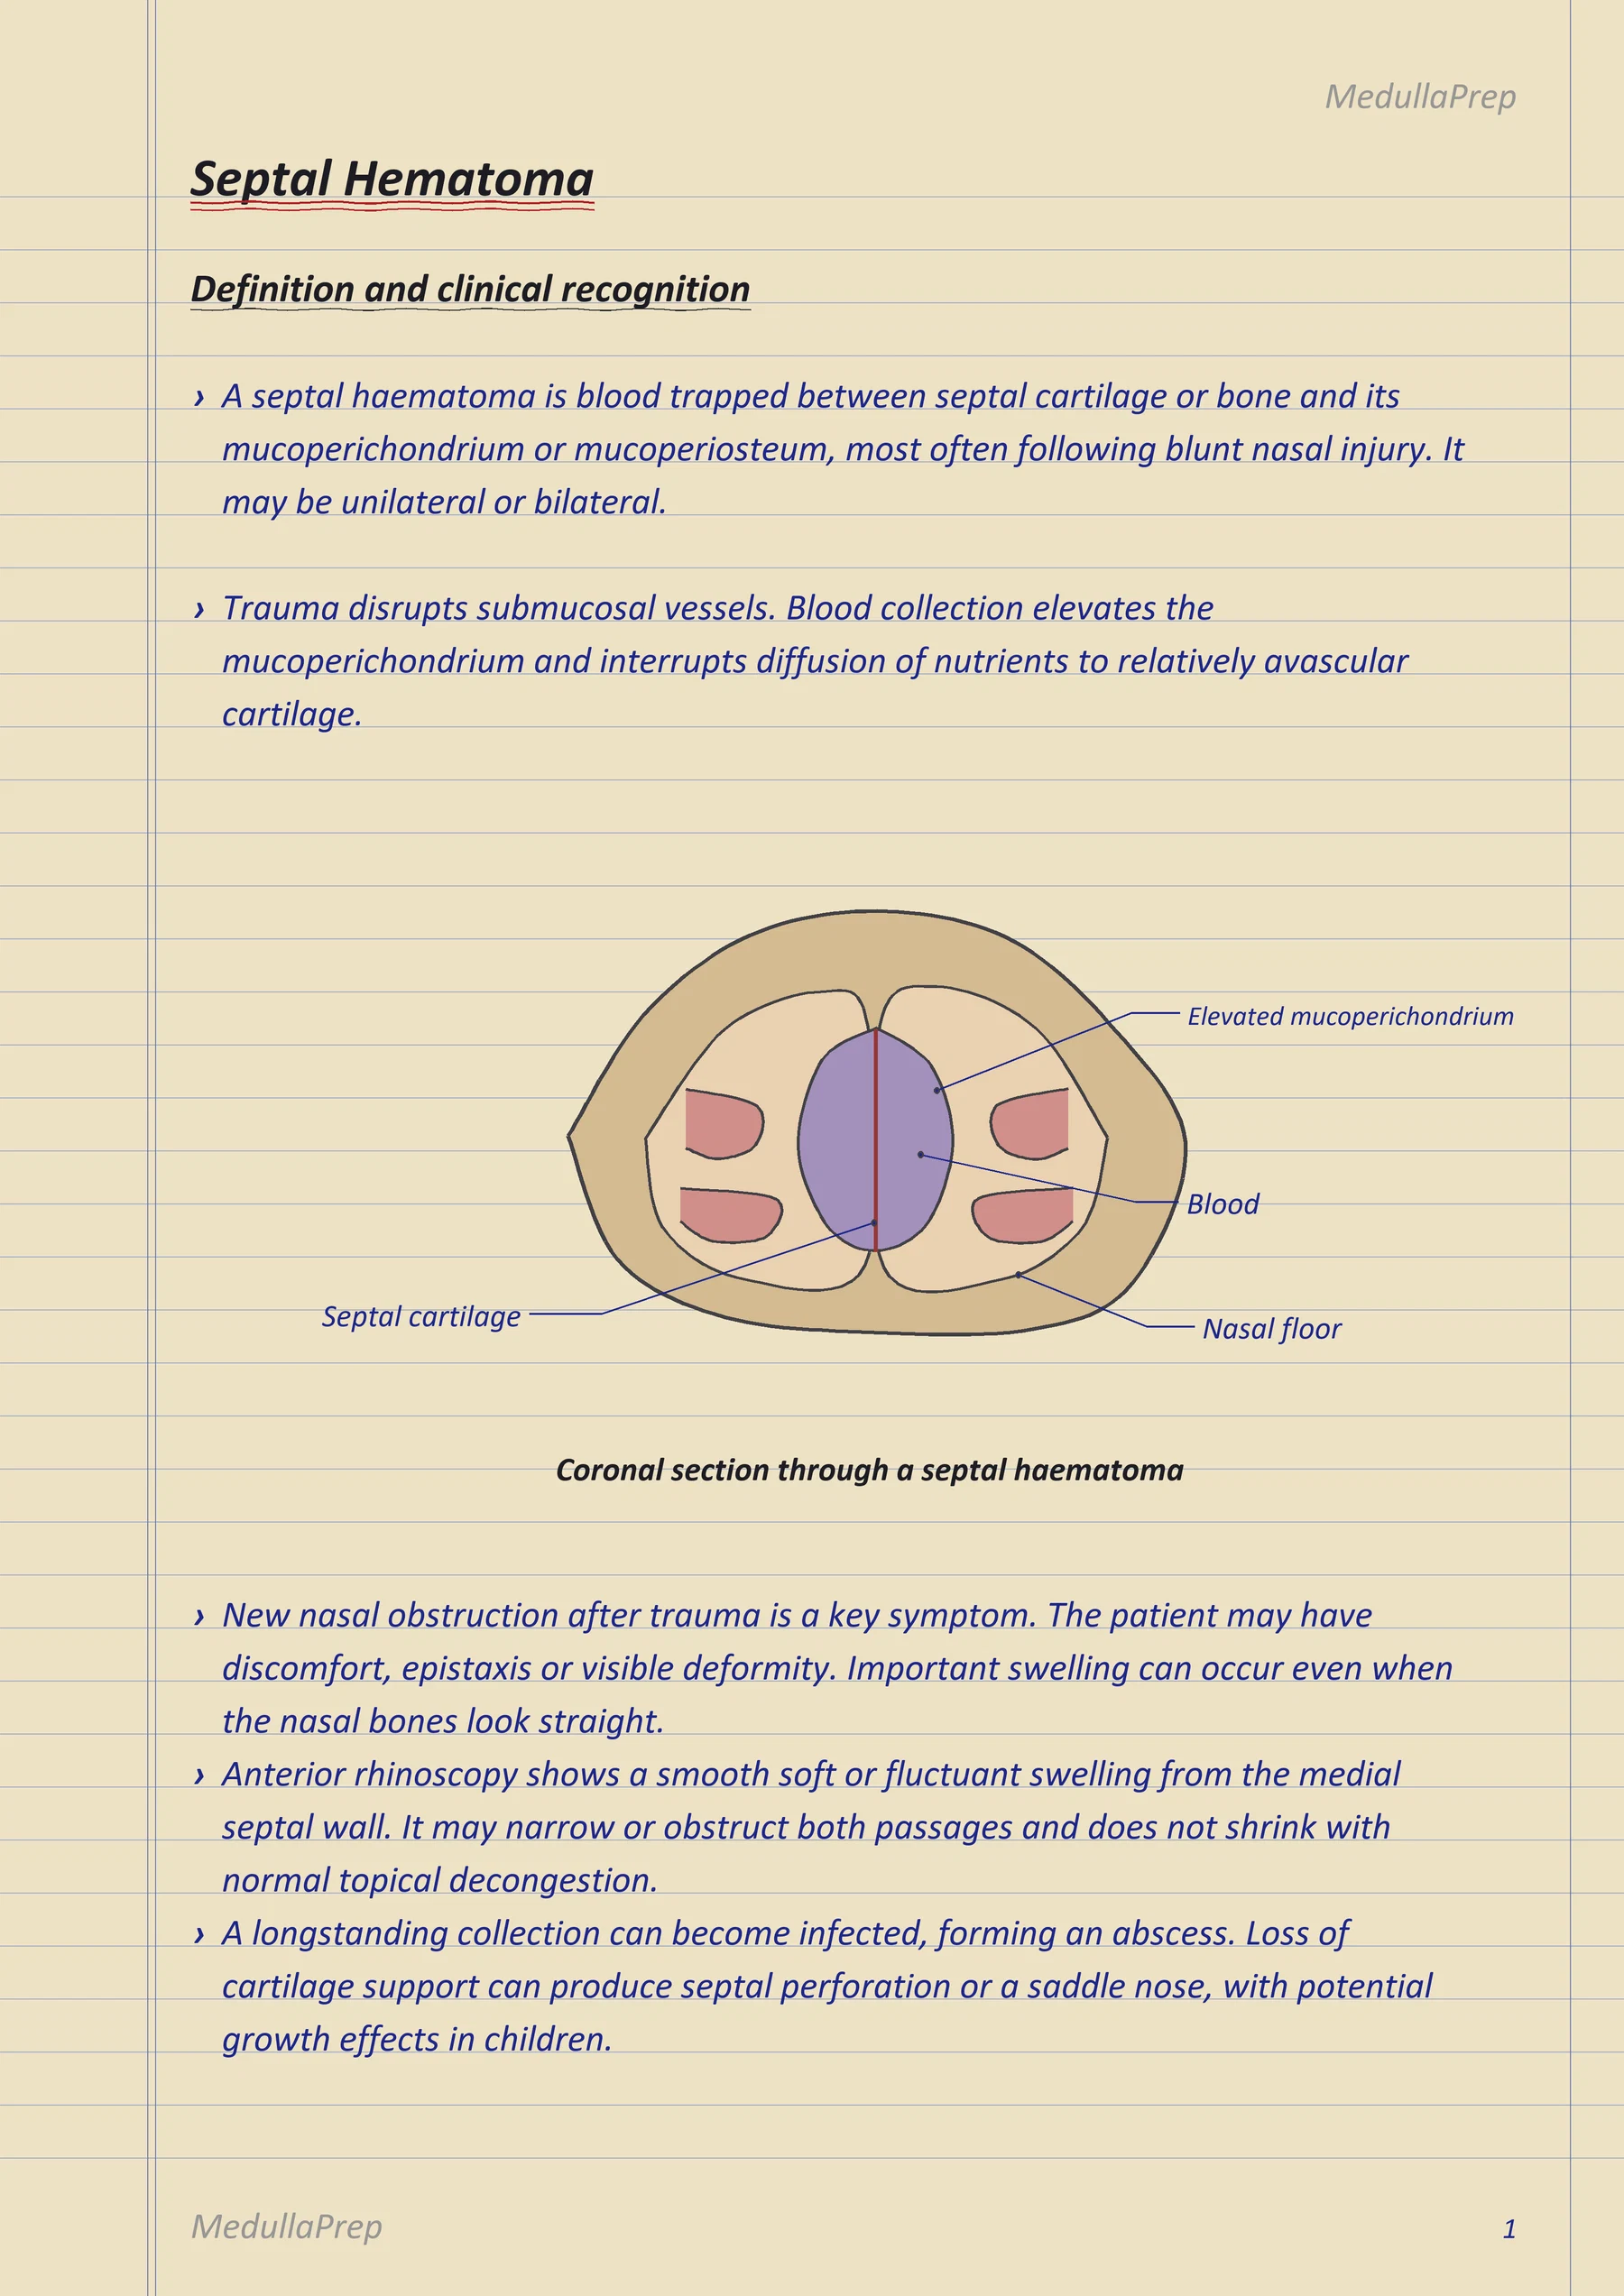 MedullaPrep
Septal Hematoma
Definition and clinical recognition
› A septal haematoma is blood trapped between septal cartilage or bone and its
mucoperichondrium or mucoperiosteum, most often following blunt nasal injury. It
may be unilateral or bilateral.
› Trauma disrupts submucosal vessels. Blood collection elevates the
mucoperichondrium and interrupts diffusion of nutrients to relatively avascular
cartilage.
Elevated mucoperichondrium
Blood
Septal cartilage
Nasal floor
Coronal section through a septal haematoma
› New nasal obstruction after trauma is a key symptom. The patient may have
discomfort, epistaxis or visible deformity. Important swelling can occur even when
the nasal bones look straight.
› Anterior rhinoscopy shows a smooth soft or fluctuant swelling from the medial
septal wall. It may narrow or obstruct both passages and does not shrink with
normal topical decongestion.
› A longstanding collection can become infected, forming an abscess. Loss of
cartilage support can produce septal perforation or a saddle nose, with potential
growth effects in children.
MedullaPrep
1